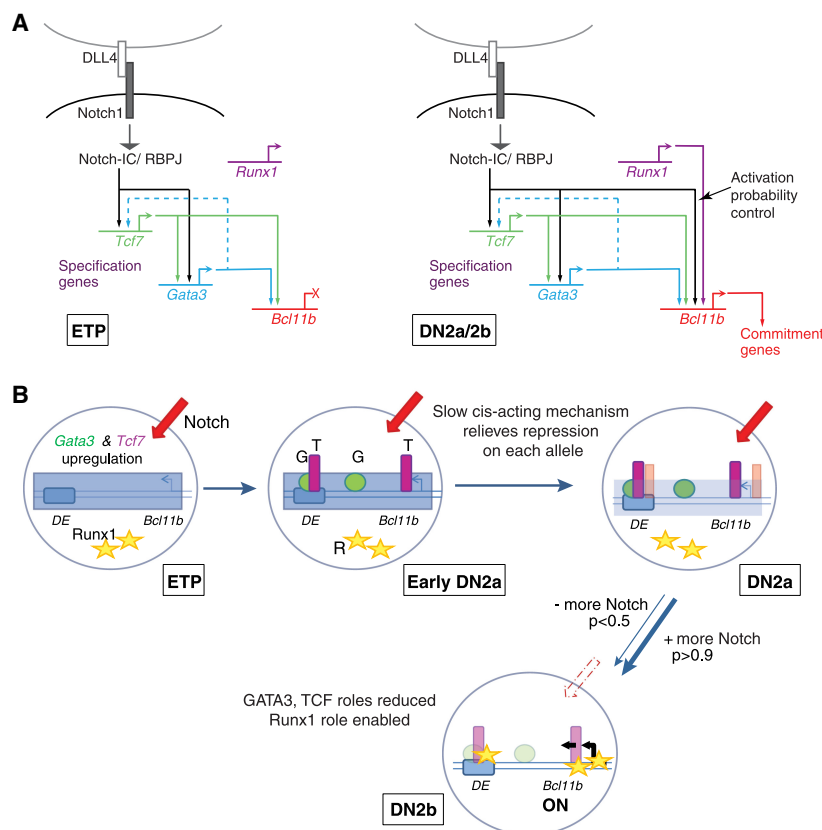 A
DLL4
Notch1
Notch-IC/ RBPJ
Runx1
Tcf7
Specification
genes
Gata3
X
Bcl11b
ETP
DLL4
Notch1
Notch-IC/ RBPJ
Runx1
Activation
probability
control
Tcf7
Specification
genes
Gata3
Bcl11b
Commitment
genes
DN2a/2b
B
Notch
Gata3 & Tcf7
upregulation
DE
Bcl11b
Runx1
ETP
G
T
G
T
DE
Bcl11b
R
Early DN2a
Slow cis-acting mechanism
relieves repression
on each allele
DE
Bcl11b
DN2a
- more Notch
p<0.5
+ more Notch
p>0.9
GATA3, TCF roles reduced
Runx1 role enabled
DE
Bcl11b
ON
DN2b